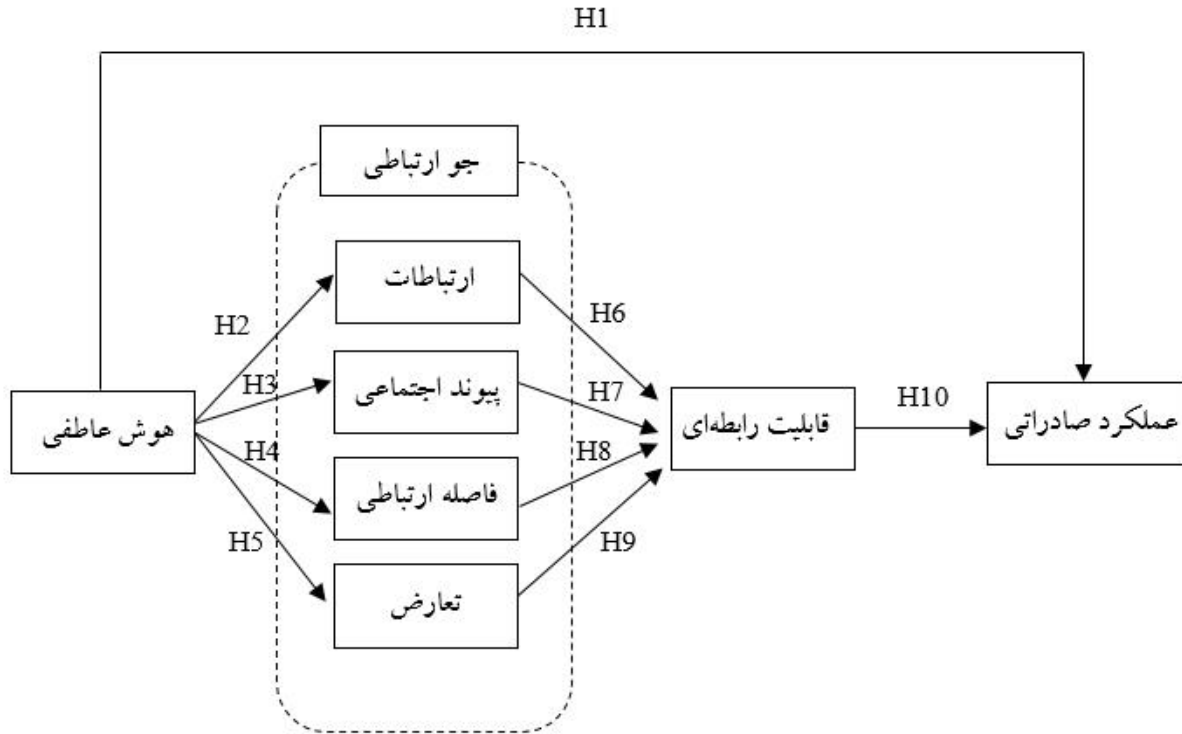 H1
جو ارتباطی
ارتباطات
H2
H6
پیوند اجتماعی
H3
H7
هوش عاطفی
قابلیت رابطه‌ای
H10
عملکرد صادراتی
H4
H8
فاصله ارتباطی
H5
H9
تعارض